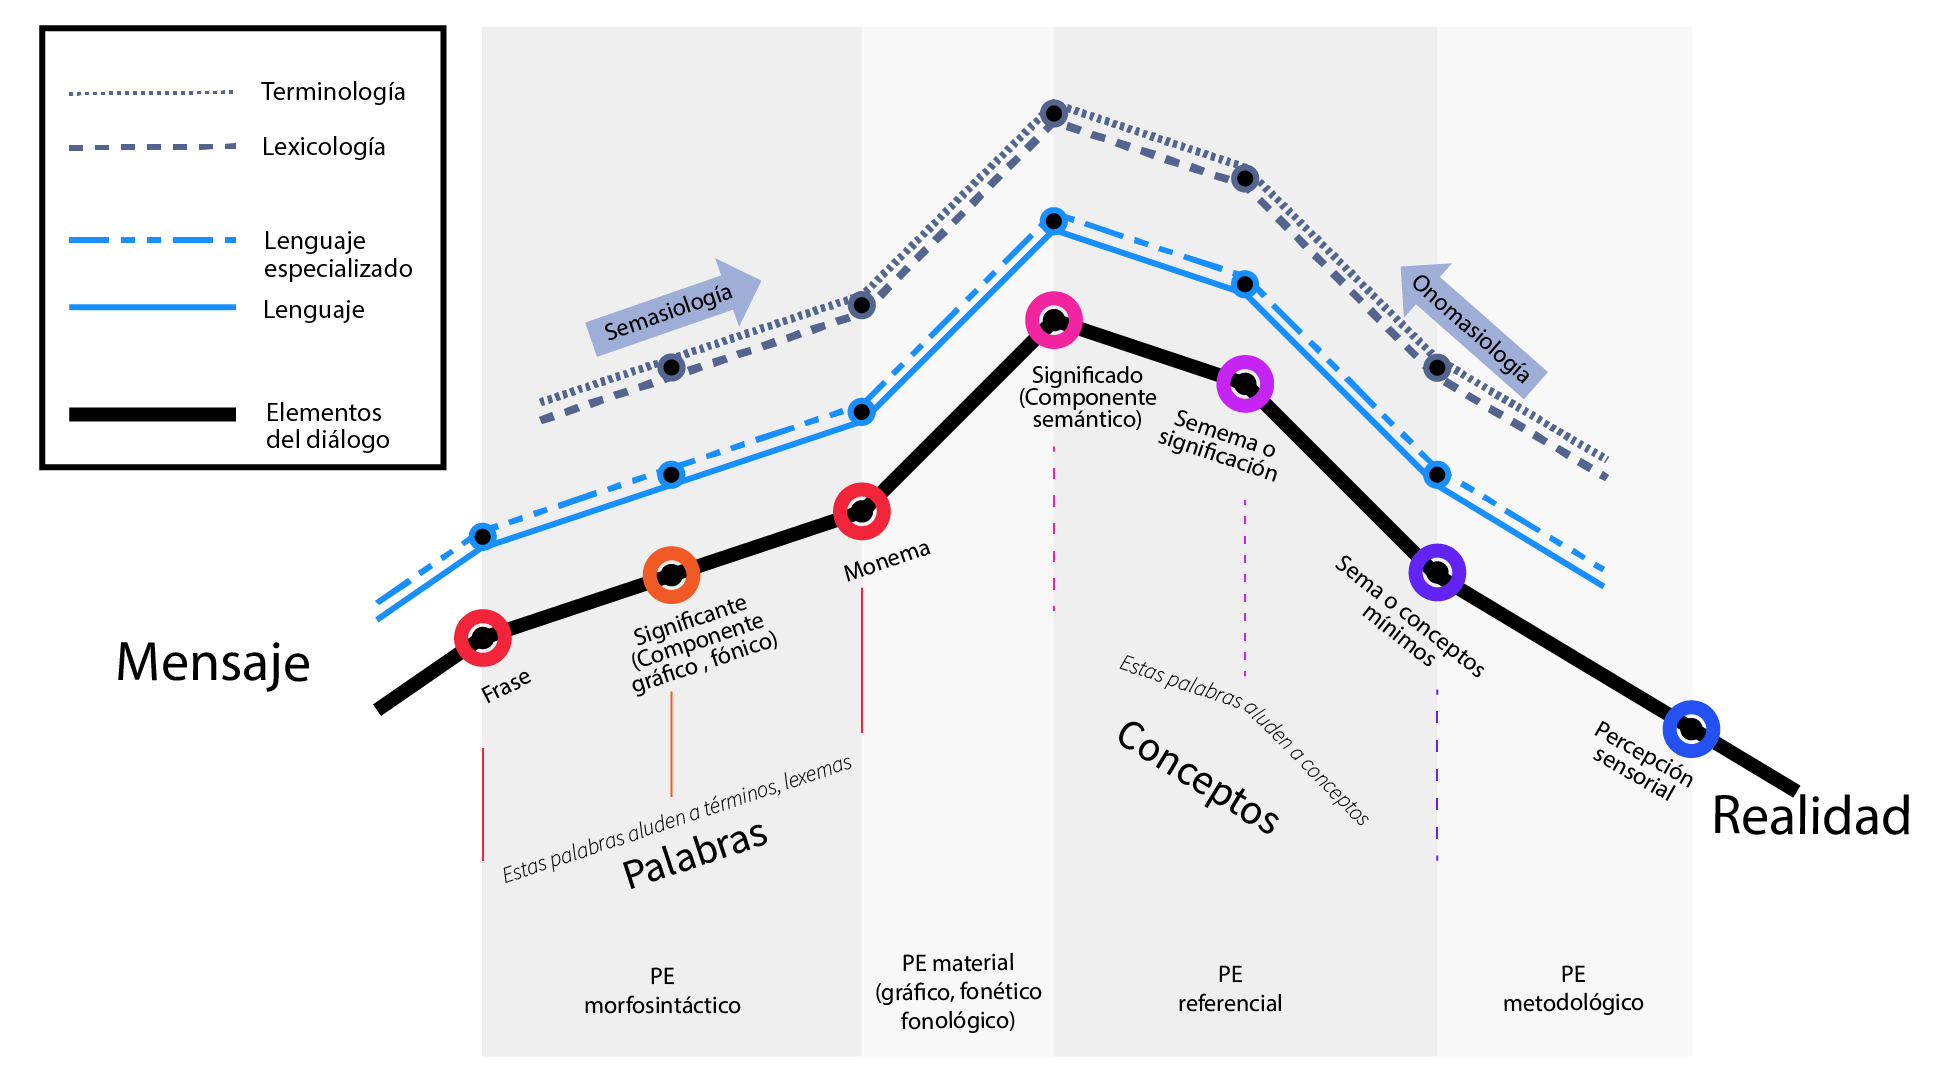 Terminología
Lexicología
Lenguaje
especializado
Lenguaje
Elementos
del diálogo
Semasiología
Onomasiología
Mensaje
Frase
Significante
(Componente
gráfico , fónico)
Monema
Significado
(Componente
semántico)
Semema o
significación
Sema o conceptos
mínimos
Percepción
sensorial
Realidad
Estas palabras aluden a términos, lexemas
Palabras
Estas palabras aluden a conceptos
Conceptos
PE
morfosintáctico
PE material
(gráfico, fonético
fonológico)
PE
referencial
PE
metodológico